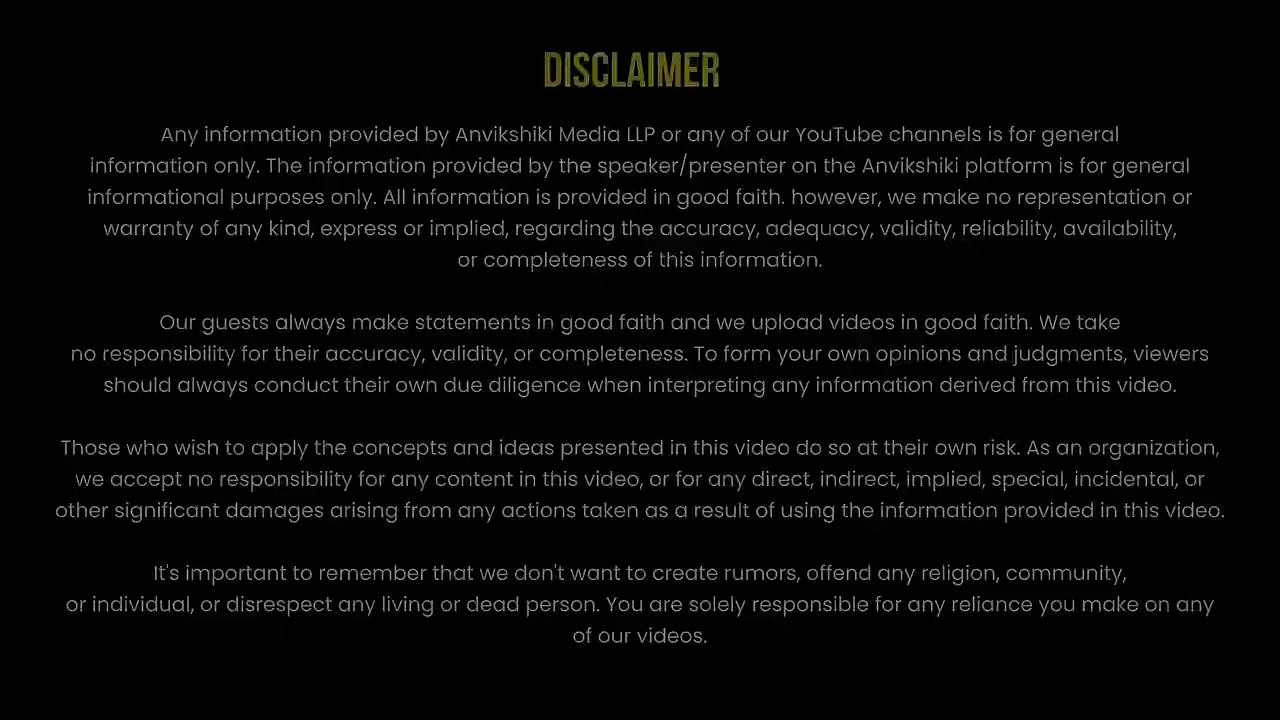 DISCLAIMER
Any information provided by Anvikshiki Media LLP or any of our YouTube channels is for general
information only. The information provided by the speaker/presenter on the Anvikshiki platform is for general
informational purposes only. All information is provided in good faith. however, we make no representation or
warranty of any kind, express or implied, regarding the accuracy, adequacy, validity, reliability, availability,
or completeness of this information.
Our guests always make statements in good faith and we upload videos in good faith. We take
no responsibility for their accuracy, validity, or completeness. To form your own opinions and judgments, viewers
should always conduct their own due diligence when interpreting any information derived from this video.
Those who wish to apply the concepts and ideas presented in this video do so at their own risk. As an organization,
we accept no responsibility for any content in this video, or for any direct, indirect, implied, special, incidental, or
other significant damages arising from any actions taken as a result of using the information provided in this video.
It's important to remember that we don't want to create rumors, offend any religion, community,
or individual, or disrespect any living or dead person. You are solely responsible for any reliance you make on any
of our videos.